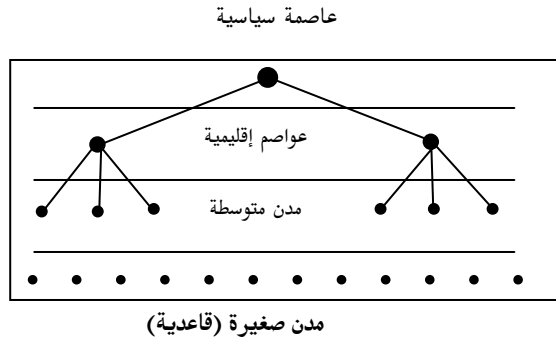 عاصمة سياسية
عواصم إقليمية
مدن متوسطة
مدن صغيرة (قاعدية)